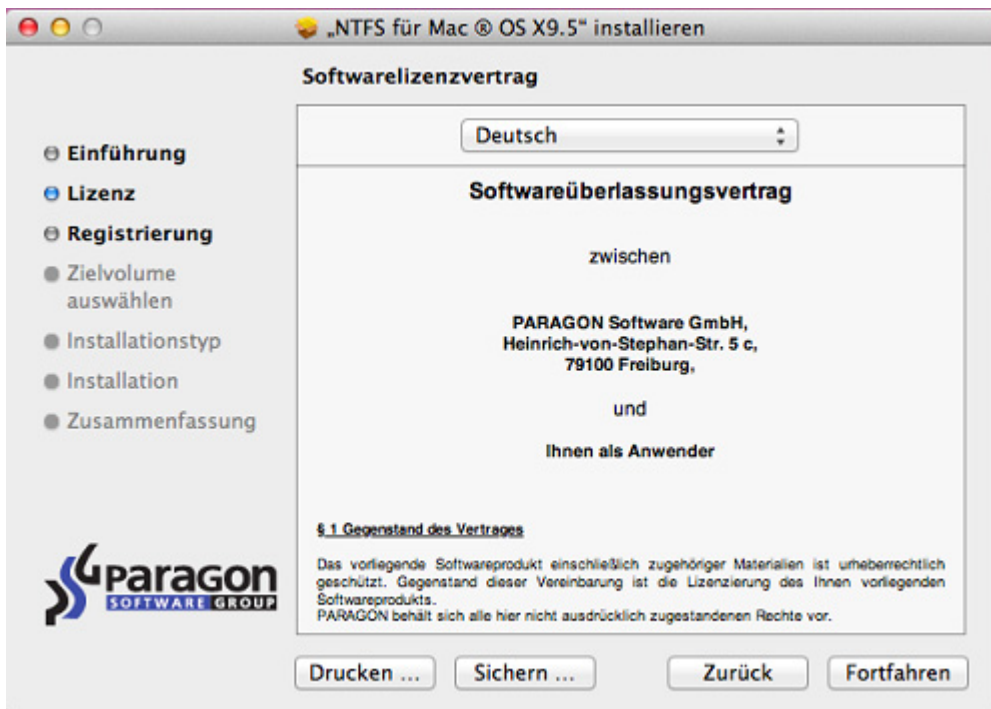 „NTFS für Mac ® OS X9.5“ installieren
Softwarelizenzvertrag
Einführung
Lizenz
Registrierung
Zielvolume
auswählen
Installationstyp
Installation
Zusammenfassung
Deutsch
Softwareüberlassungsvertrag
zwischen
PARAGON Software GmbH,
Heinrich-von-Stephan-Str. 5 c,
79100 Freiburg,
und
Ihnen als Anwender
§ 1 Gegenstand des Vertrages
Das vorliegende Softwareprodukt einschließlich zugehöriger Materialien ist urheberrechtlich
geschützt. Gegenstand dieser Vereinbarung ist die Lizenzierung des Ihnen vorliegenden
Softwareprodukts.
PARAGON behält sich alle hier nicht ausdrücklich zugestandenen Rechte vor.
paragon
SOFTWARE GROUP
Drucken ...
Sichern ...
Zurück
Fortfahren